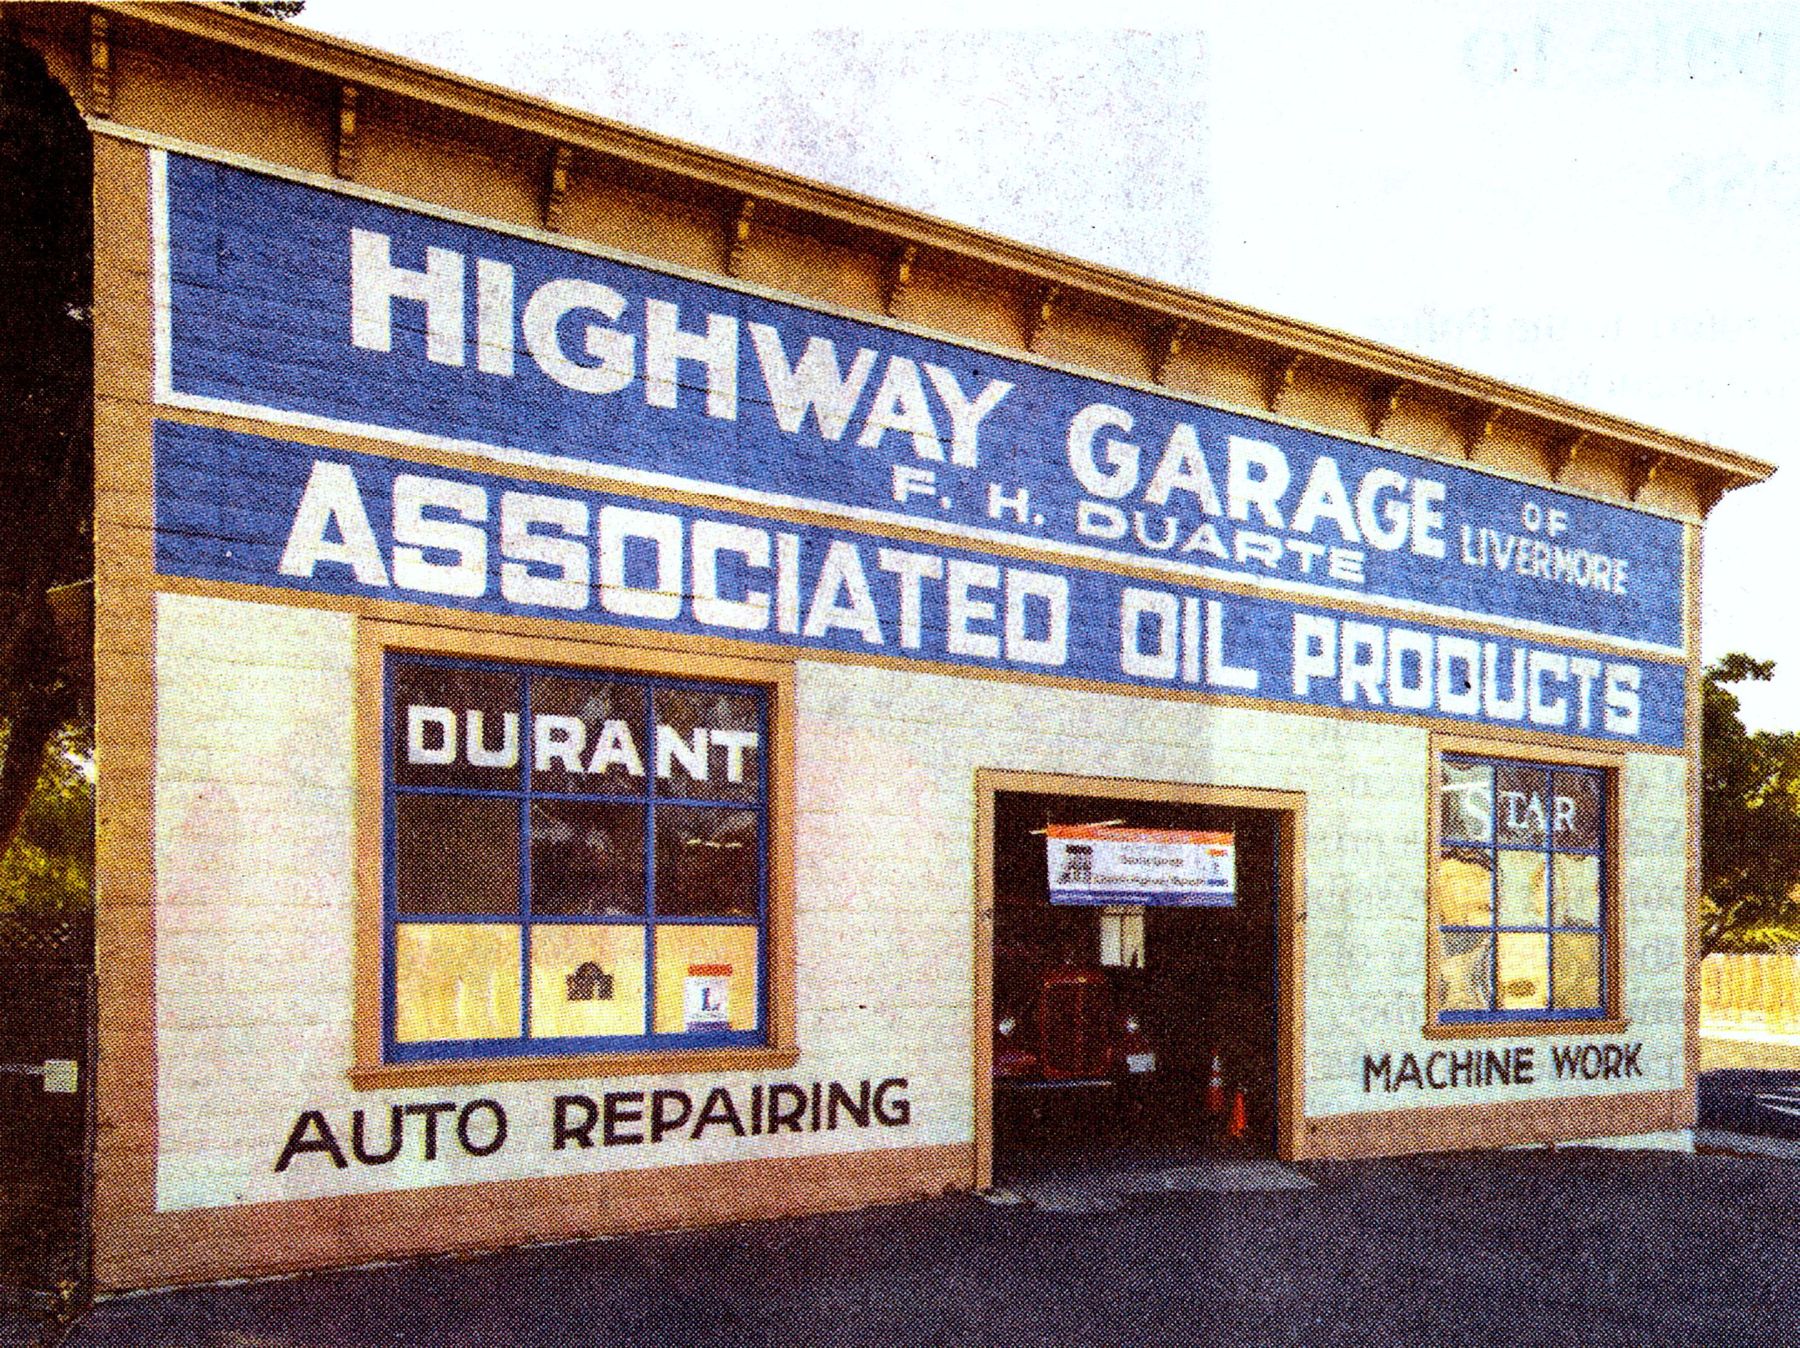 HIGHWAY GARAGE OF
LIVERMORE
F. H. DUARTE
ASSOCIATED OIL PRODUCTS
DURANT
STAR
L
AUTO REPAIRING
MACHINE WORK